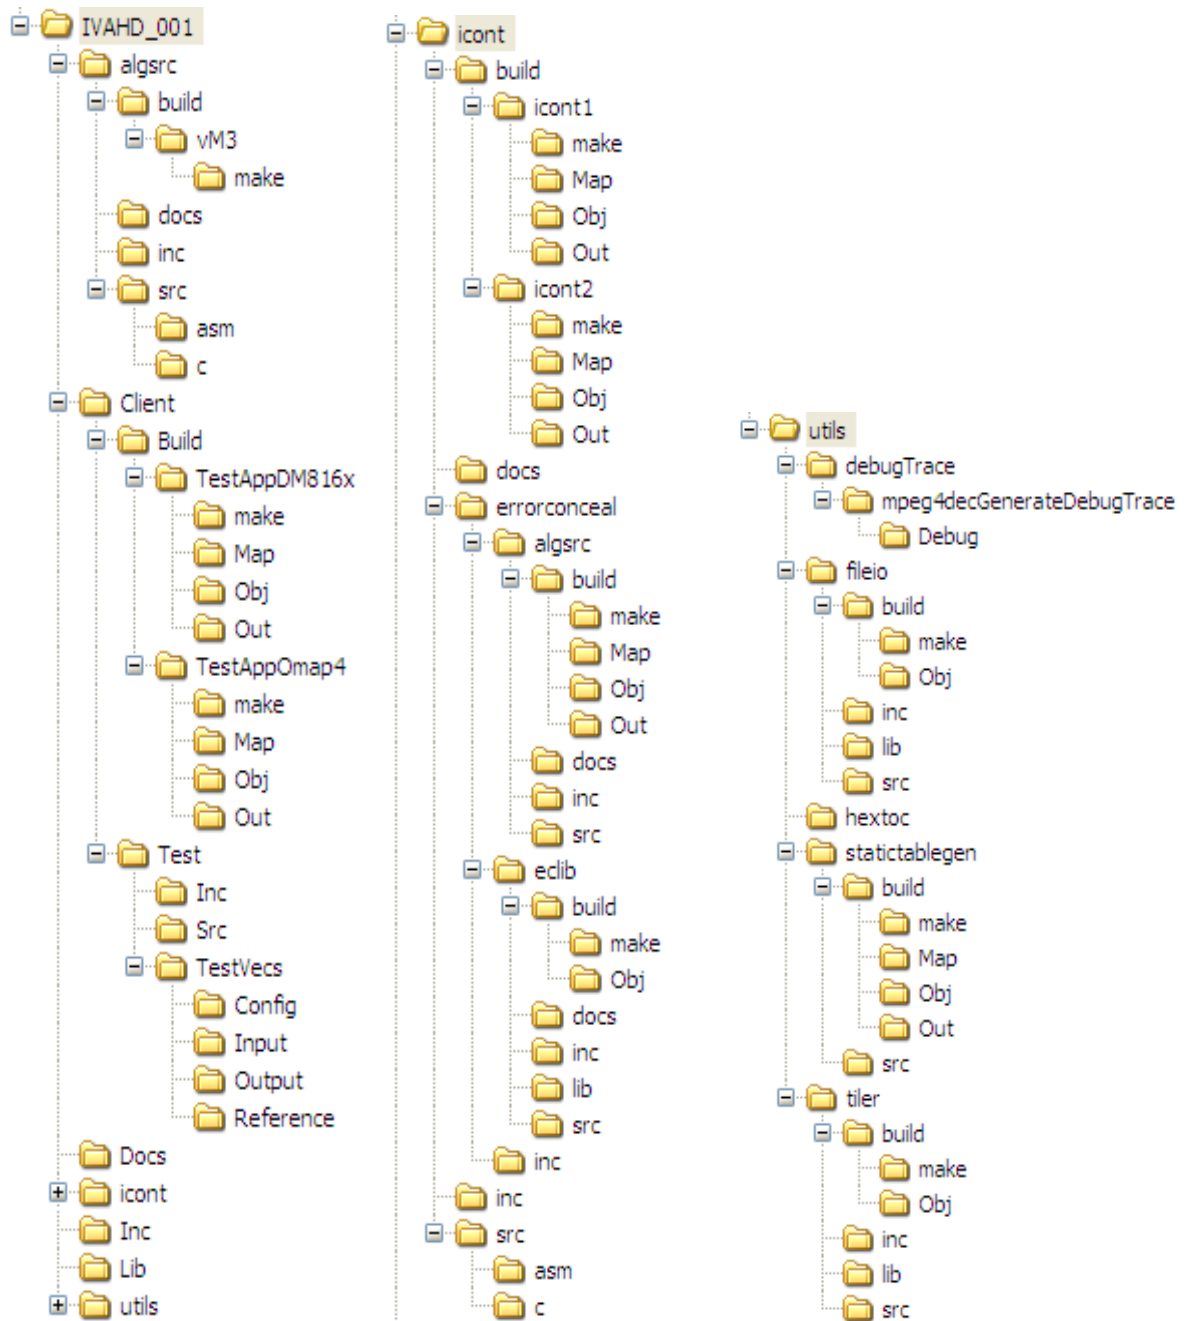 IVAHD_001
algsrc
build
vM3
make
docs
inc
src
asm
c
Client
Build
TestAppDM816x
make
Map
Obj
Out
TestAppOmap4
make
Map
Obj
Out
Test
Inc
Src
TestVecs
Config
Input
Output
Reference
Docs
icont
Inc
Lib
utils
icont
build
icont1
make
Map
Obj
Out
icont2
make
Map
Obj
Out
docs
errorconceal
algsrc
build
make
Map
Obj
Out
docs
inc
src
eclib
build
make
Obj
docs
inc
lib
src
inc
inc
src
asm
c
utils
debugTrace
mpeg4decGenerateDebugTrace
Debug
fileio
build
make
Obj
inc
lib
src
hextoc
statictablegen
build
make
Map
Obj
Out
src
tiler
build
make
Obj
inc
lib
src